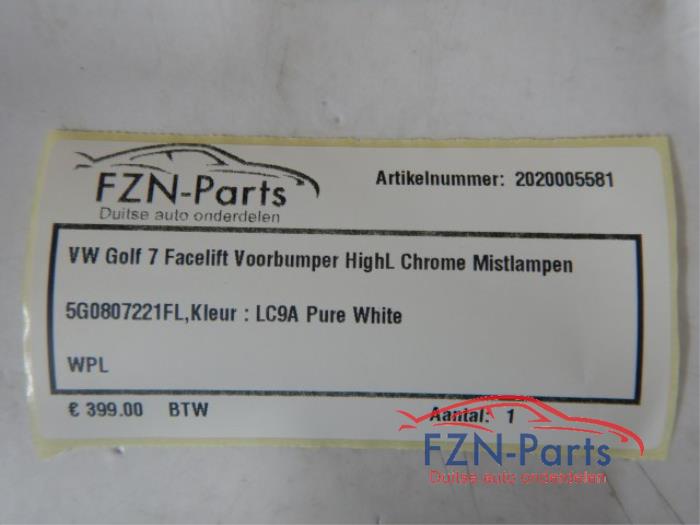 FZN-Parts
Duitse auto onderdelen
Artikelnummer: 2020005581
VW Golf 7 Facelift Voorbumper HighL Chrome Mistlampen
5G0807221FL,Kleur : LC9A Pure White
WPL
€ 399.00 BTW
Aantal: 1
FZN-Parts
Duitse auto onderdelen